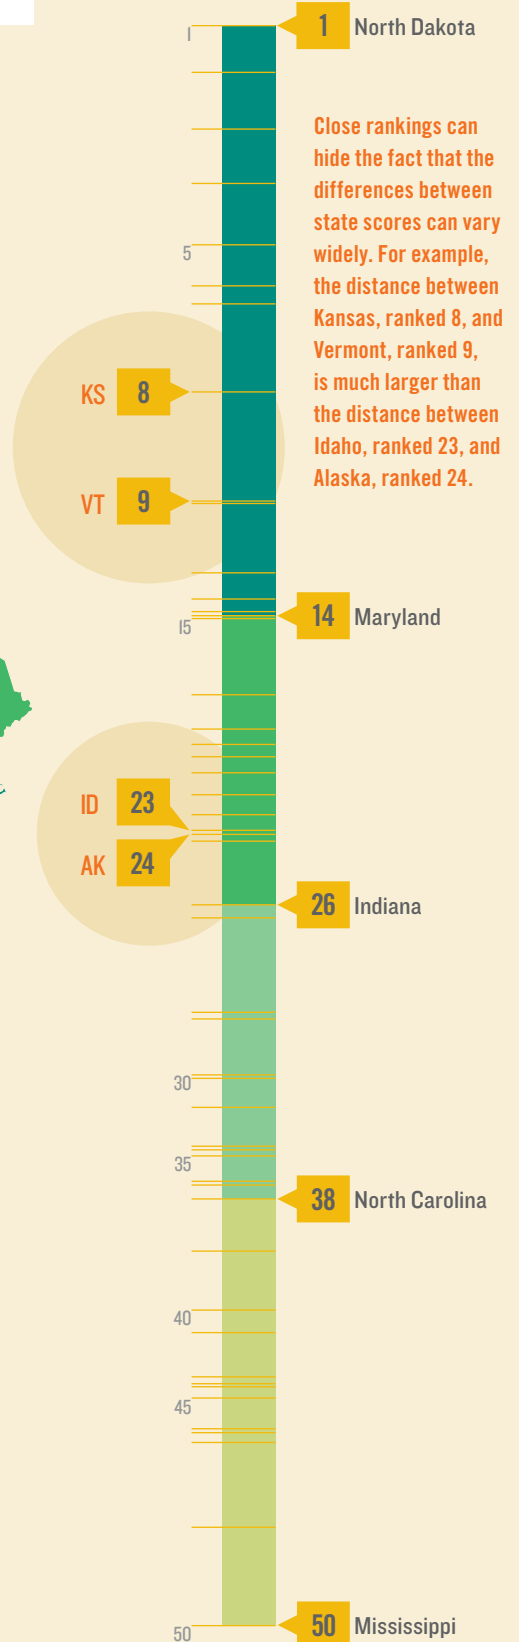 1
1 North Dakota
Close rankings can
hide the fact that the
differences between
state scores can vary
widely. For example,
the distance between
Kansas, ranked 8, and
Vermont, ranked 9,
is much larger than
the distance between
Idaho, ranked 23, and
Alaska, ranked 24.
5
KS 8
VT 9
14 Maryland
15
ID 23
AK 24
26 Indiana
30
35
38 North Carolina
40
45
50
50 Mississippi